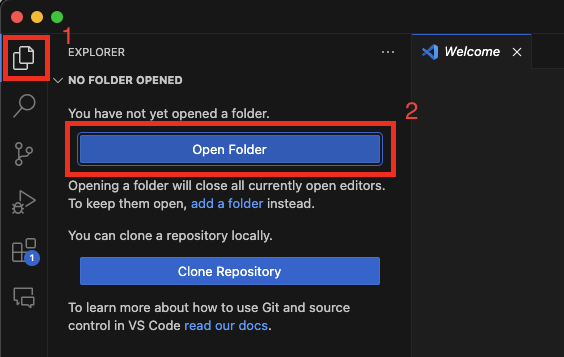 1
EXPLORER
Welcome
NO FOLDER OPENED
You have not yet opened a folder.
2
Open Folder
Opening a folder will close all currently open editors.
To keep them open, add a folder instead.
You can clone a repository locally.
1
Clone Repository
To learn more about how to use Git and source
control in VS Code read our docs.